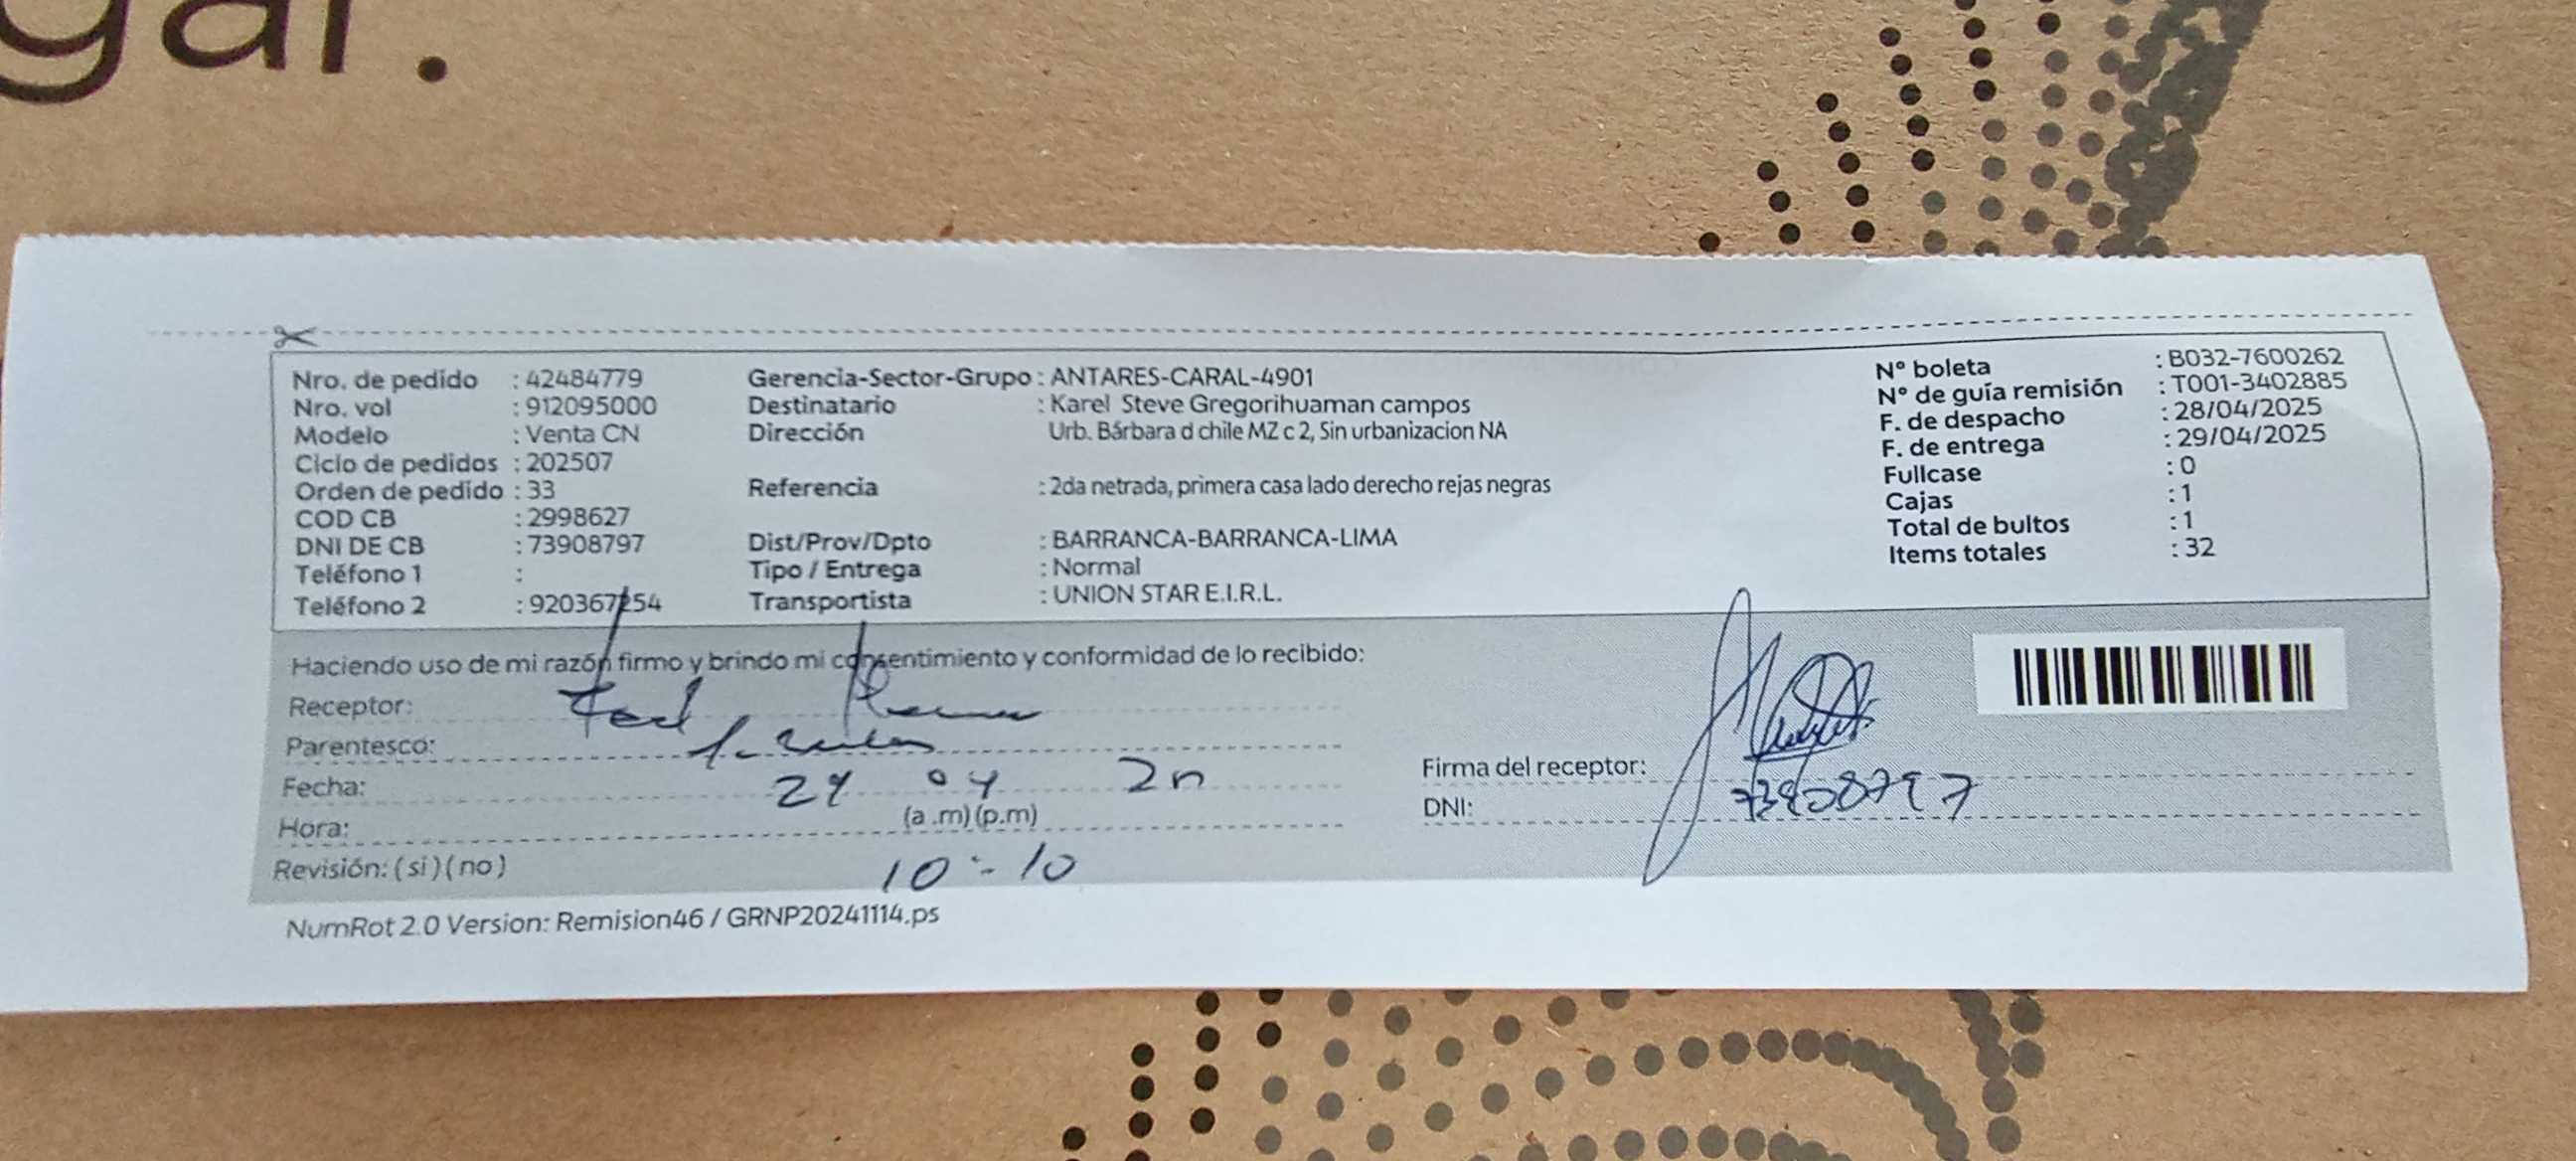 gar.
Nro. de pedido : 42484779
Nro. vol : 912095000
Modelo : Venta CN
Ciclo de pedidos : 202507
Orden de pedido : 33
COD CB : 2998627
DNI DE CB : 73908797
Teléfono 1 :
Teléfono 2 : 920367254
Gerencia-Sector-Grupo : ANTARES-CARAL-4901
Destinatario : Karel Steve Gregorihuaman campos
Dirección Urb. Bárbara d chile MZ c 2, Sin urbanizacion NA
Referencia : 2da netrada, primera casa lado derecho rejas negras
Dist/Prov/Dpto : BARRANCA-BARRANCA-LIMA
Tipo / Entrega : Normal
Transportista : UNION STAR E.I.R.L.
Nº boleta : B032-7600262
Nº de guía remisión : T001-3402885
F. de despacho : 28/04/2025
F. de entrega : 29/04/2025
Fullcase : 0
Cajas : 1
Total de bultos : 1
Items totales : 32
Haciendo uso de mi razón firmo y brindo mi consentimiento y conformidad de lo recibido:
Receptor:
Parentesco:
Fecha: 29 04
Hora: (a.m) (p.m)
10:10
Revisión: (si) (no)
Firma del receptor:
DNI: 73908797
NumRot 2.0 Version: Remision46 / GRNP20241114.ps